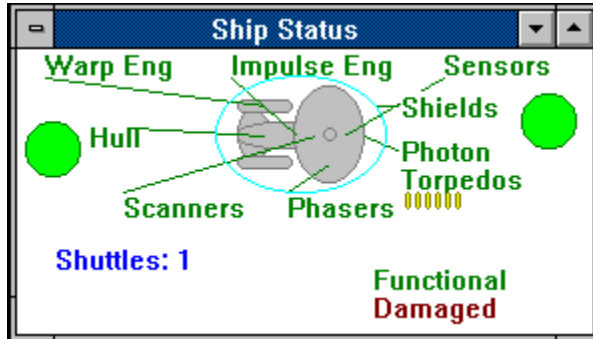 Ship Status
Warp Eng Impulse Eng Sensors
Shields
Hull
Photon
Torpedos
Scanners Phasers
Shuttles: 1
Functional
Damaged